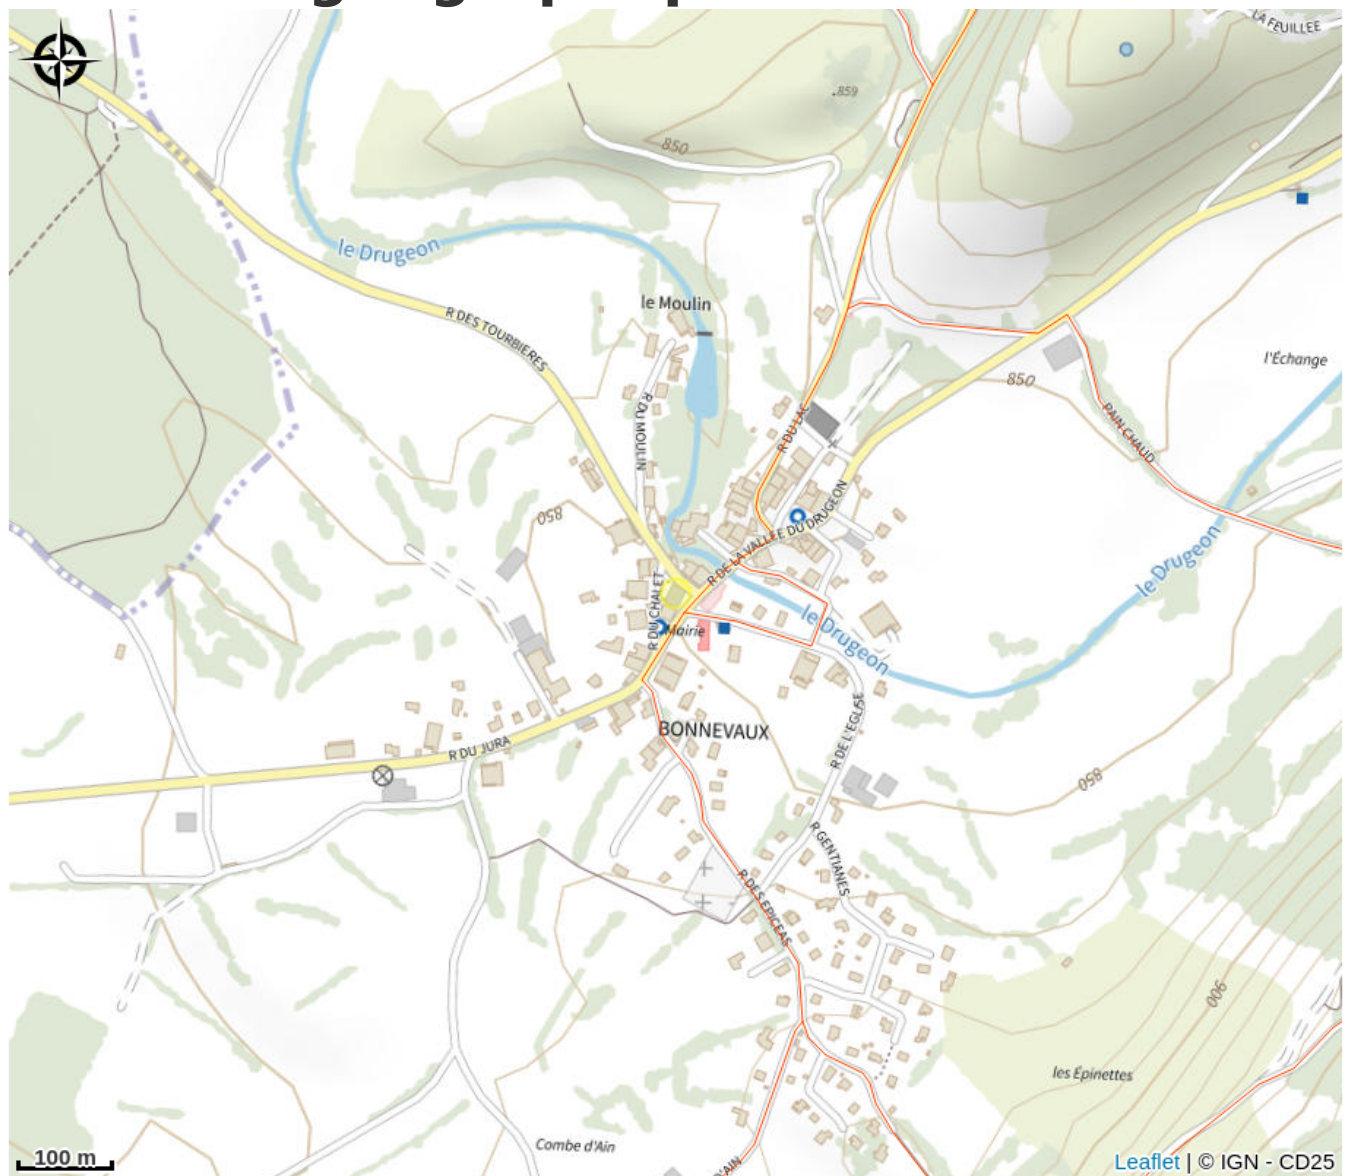 LA FEUILLEE
.859
850
le Drugeon
le Moulin
R DES TOURBIERES
l'Échange
850
R DU MOULIN
R DU LAC
PAIN CHAUD
850
R DE LA VALLEE DU DRUGEON
le Drugeon
R DU CHALET
Mairie
le Drugeon
BONNEVAUX
R DE L'EGLISE
R DU JURA
850
R GENTIANES
R DES EPICEAS
900
les Épinettes
Combe d'Ain
D'AIN
100 m
Leaflet | © IGN - CD25